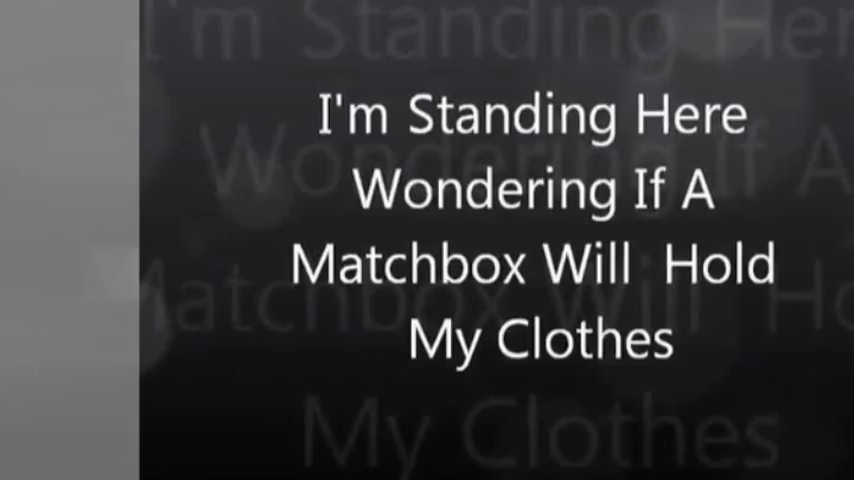 I'm Standing Here
Wondering If A
Matchbox Will  Hold
My Clothes